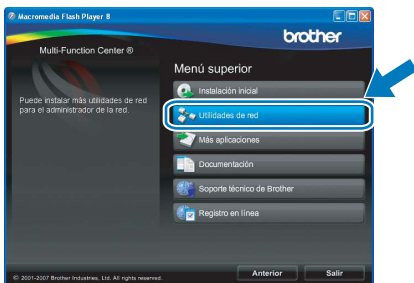 Macromedia Flash Player 8
brother
Multi-Function Center ®
Menú superior
Puede instalar más utilidades de red
para el administrador de la red.
Instalación inicial
Utilidades de red
Más aplicaciones
Documentación
Soporte técnico de Brother
Registro en línea
© 2001-2007 Brother Industries, Ltd. All rights reserved.
Anterior
Salir